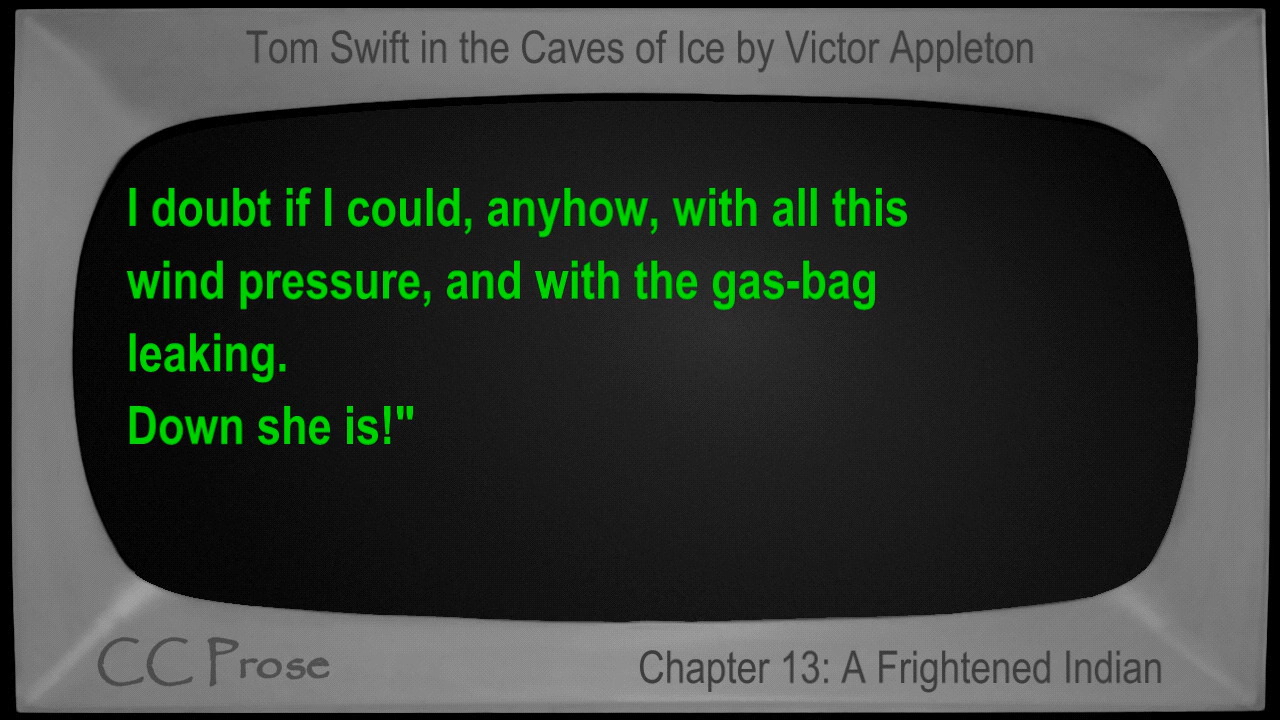 Tom Swift in the Caves of Ice by Victor Appleton
I doubt if I could, anyhow, with all this
wind pressure, and with the gas-bag
leaking.
Down she is!"
CC Prose
Chapter 13: A Frightened Indian